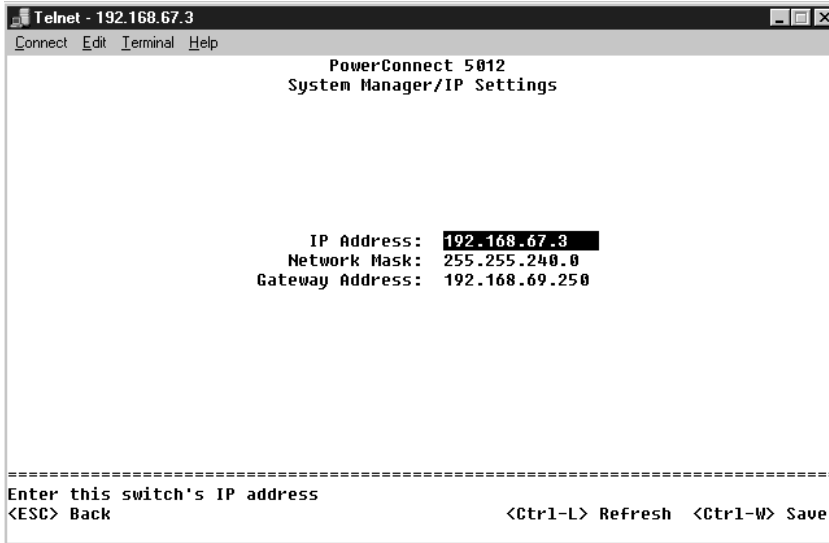 Telnet - 192.168.67.3
Connect Edit Terminal Help
PowerConnect 5012
System Manager/IP Settings
IP Address: 192.168.67.3
Network Mask: 255.255.240.0
Gateway Address: 192.168.69.250
================================================================================
Enter this switch's IP address
<ESC> Back <Ctrl-L> Refresh <Ctrl-W> Save